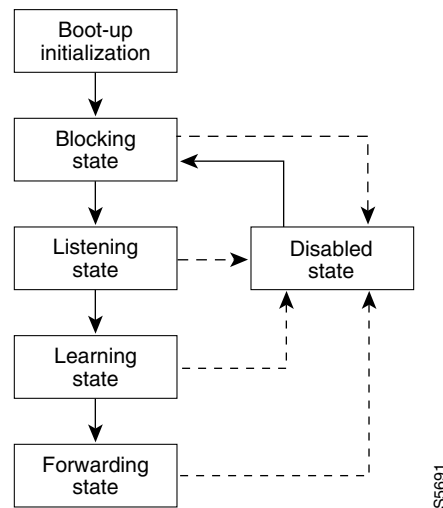 Boot-up
initialization
Blocking
state
Listening
state
Disabled
state
Learning
state
Forwarding
state
S5691